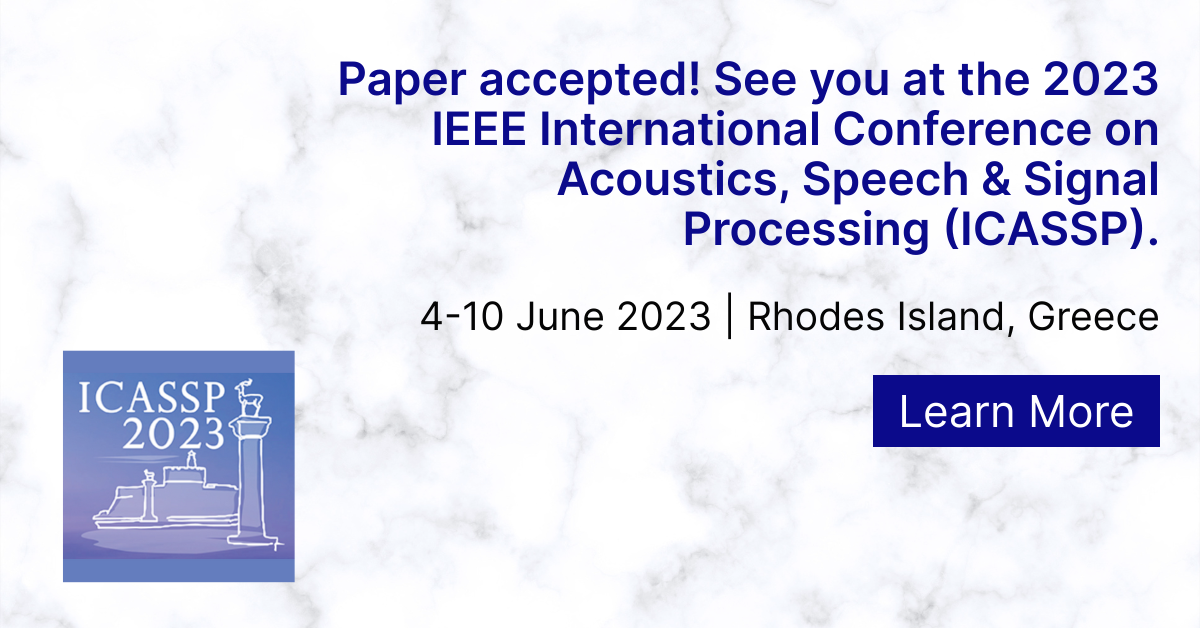 Paper accepted! See you at the 2023
IEEE International Conference on
Acoustics, Speech & Signal
Processing (ICASSP).
4-10 June 2023 | Rhodes Island, Greece
Learn More
ICASSP
2023